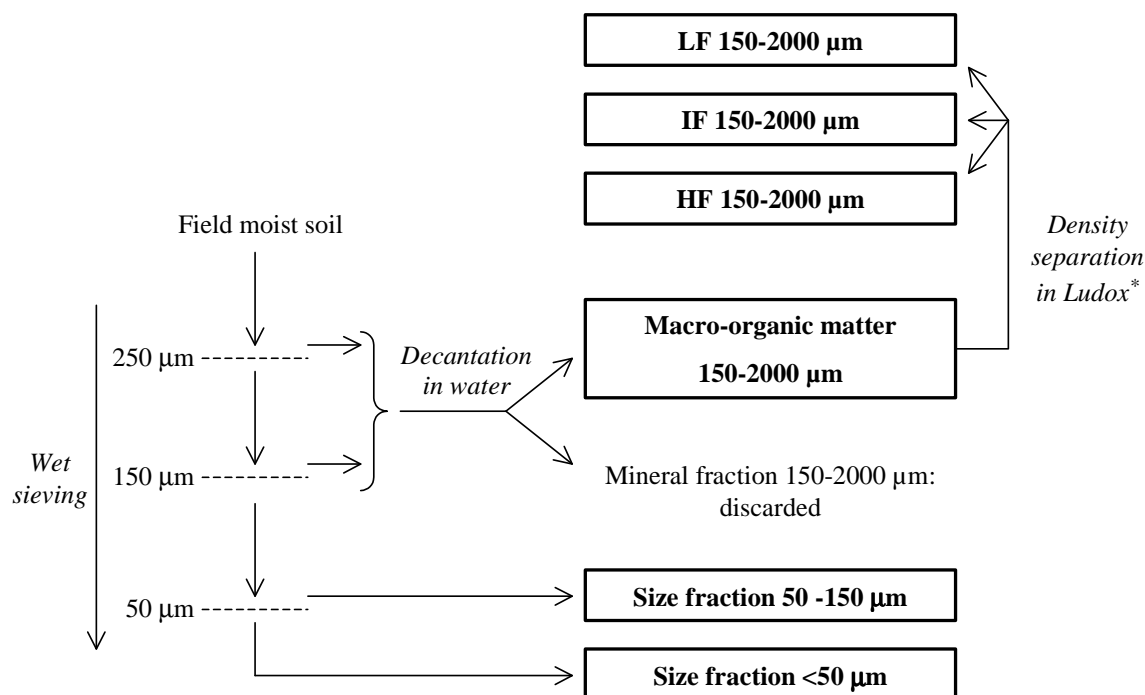 LF 150-2000 µm
IF 150-2000 µm
HF 150-2000 µm
Field moist soil
Density
separation
in Ludox*
Macro-organic matter
150-2000 µm
250 µm
Decantation
in water
Wet
sieving
150 µm
Mineral fraction 150-2000 µm:
discarded
50 µm
Size fraction 50 -150 µm
Size fraction <50 µm